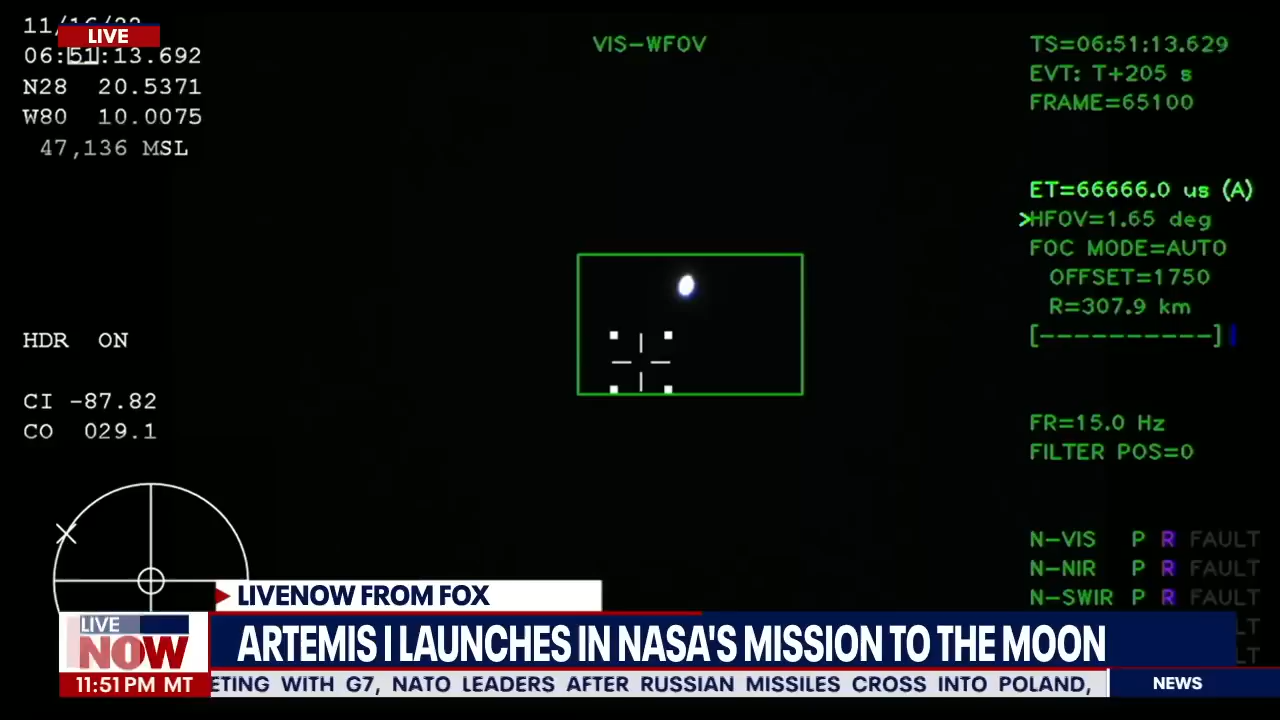 11/16/22
LIVE
06:51:13.692
N28 20.5371
W80 10.0075
47,136 MSL
VIS-WFOV
TS=06:51:13.629
EVT: T+205 s
FRAME=65100
ET=66666.0 us (A)
>HFOV=1.65 deg
FOC MODE=AUTO
OFFSET=1750
R=307.9 km
[-----------]
HDR ON
CI -87.82
CO 029.1
FR=15.0 Hz
FILTER POS=0
N-VIS P R FAULT
N-NIR P R FAULT
N-SWIR P R FAULT
LIVENOW FROM FOX
LIVE
NOW
ARTEMIS I LAUNCHES IN NASA'S MISSION TO THE MOON
11:51 PM MT
ETING WITH G7, NATO LEADERS AFTER RUSSIAN MISSILES CROSS INTO POLAND,
NEWS